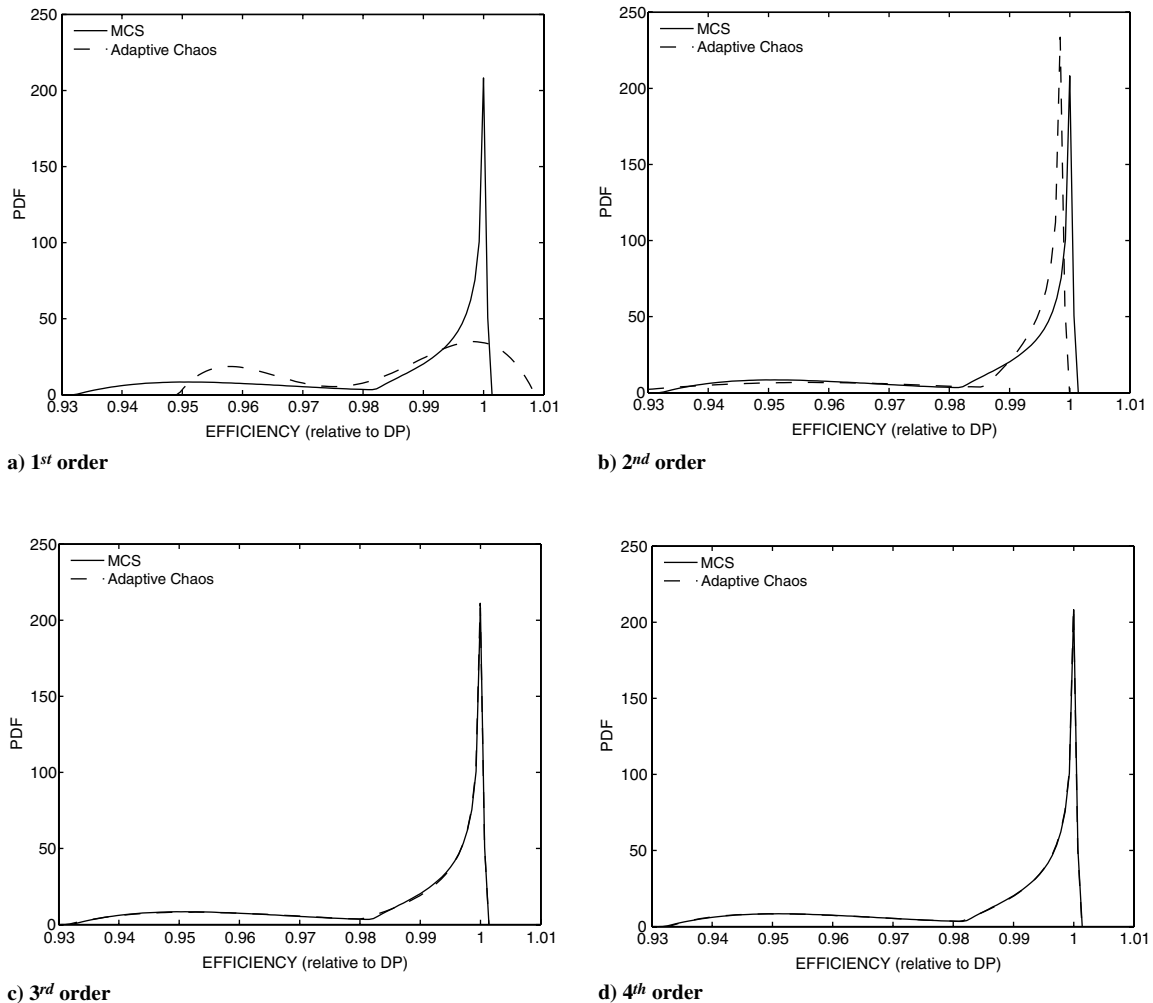 250
MCS
Adaptive Chaos
200
150
PDF
100
50
0
0.93 0.94 0.95 0.96 0.97 0.98 0.99 1 1.01
EFFICIENCY (relative to DP)
a) 1st order
250
MCS
Adaptive Chaos
200
150
PDF
100
50
0
0.93 0.94 0.95 0.96 0.97 0.98 0.99 1 1.01
EFFICIENCY (relative to DP)
b) 2nd order
250
MCS
Adaptive Chaos
200
150
PDF
100
50
0
0.93 0.94 0.95 0.96 0.97 0.98 0.99 1 1.01
EFFICIENCY (relative to DP)
c) 3rd order
250
MCS
Adaptive Chaos
200
150
PDF
100
50
0
0.93 0.94 0.95 0.96 0.97 0.98 0.99 1 1.01
EFFICIENCY (relative to DP)
d) 4th order